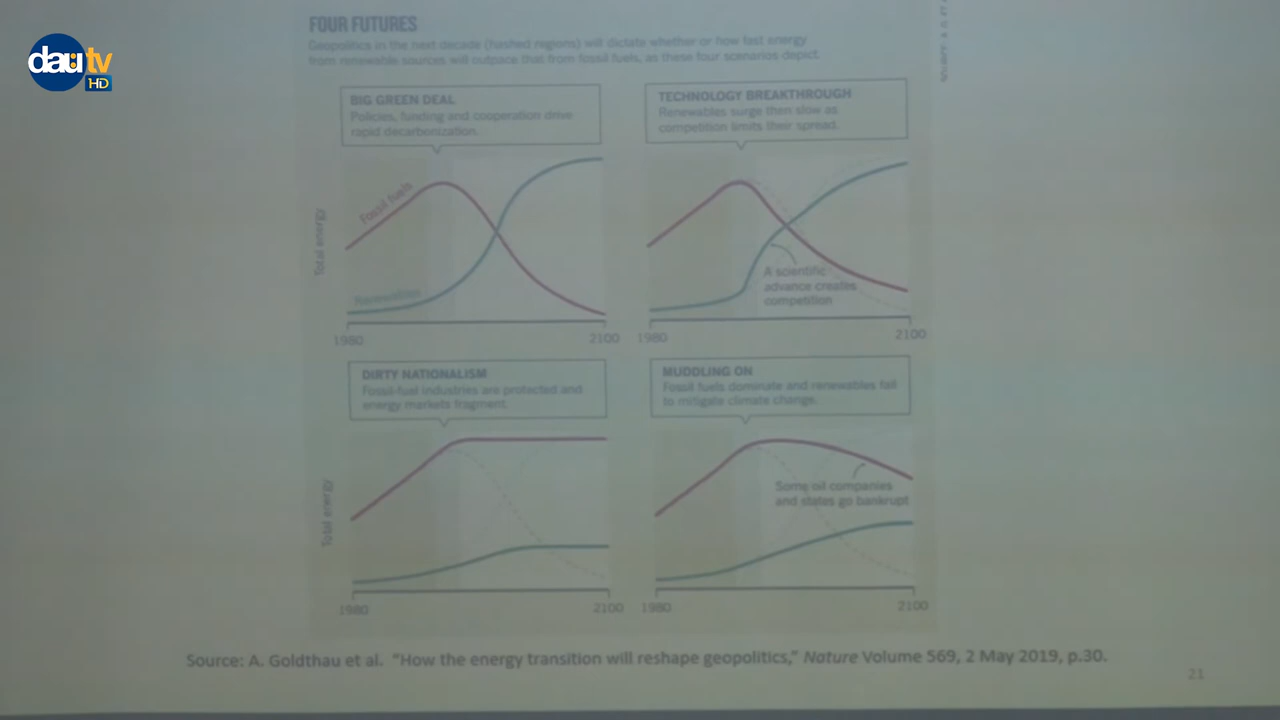 dau:tv
HD
FOUR FUTURES
Geopolitics in the next decade (hashed regions) will dictate whether or how fast energy
from renewable sources will outpace that from fossil fuels, as these four scenarios depict.
BIG GREEN DEAL
Policies, funding and cooperation drive
rapid decarbonization.
TECHNOLOGY BREAKTHROUGH
Renewables surge then slow as
competition limits their spread.
Total energy
Fossil fuels
Renewables
A scientific
advance creates
competition
1980
2100
1980
2100
DIRTY NATIONALISM
Fossil-fuel industries are protected and
energy markets fragment.
MUDDLING ON
Fossil fuels dominate and renewables fail
to mitigate climate change.
Total energy
Some oil companies
and states go bankrupt
1980
2100
1980
2100
Source: A. Goldthau et al. “How the energy transition will reshape geopolitics,” Nature Volume 569, 2 May 2019, p.30.
21